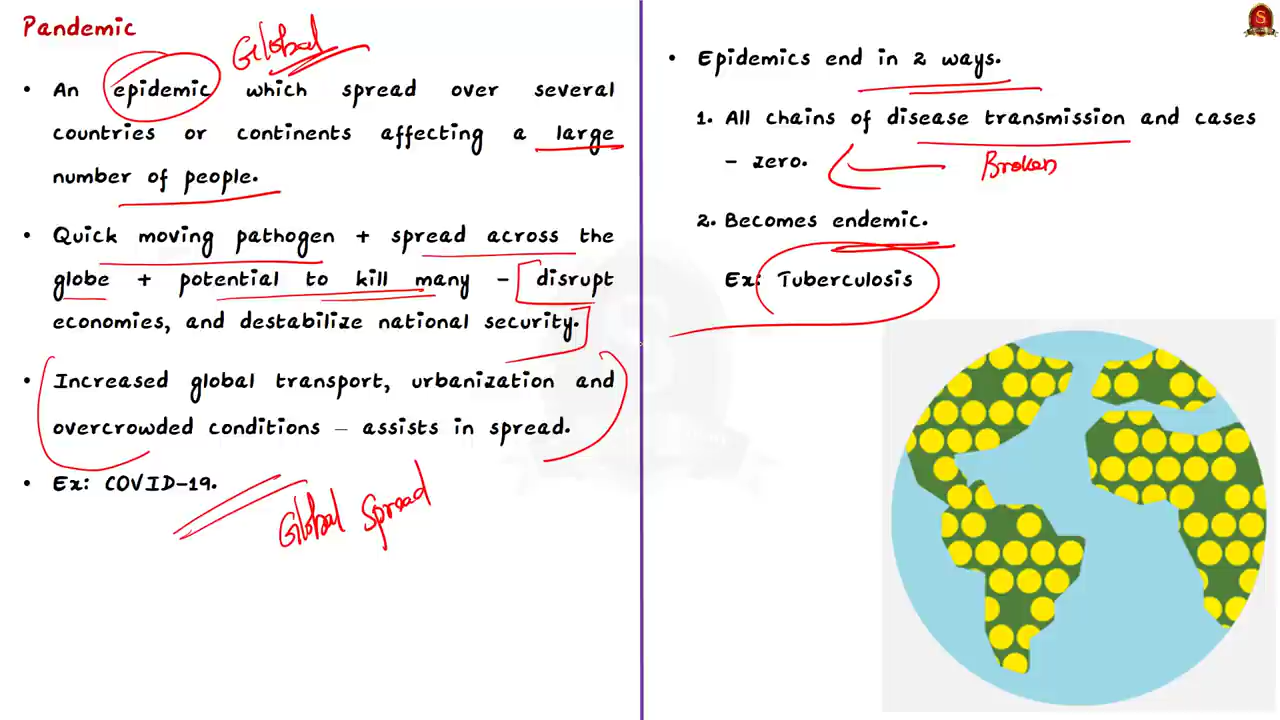 Pandemic
Global
• An epidemic which spread over several
countries or continents affecting a large
number of people.
• Quick moving pathogen + spread across the
globe + potential to kill many - disrupt
economies, and destabilize national security.
• Increased global transport, urbanization and
overcrowded conditions – assists in spread.
• Ex: COVID-19.
Global Spread
• Epidemics end in 2 ways.
1. All chains of disease transmission and cases
- zero.
Broken
2. Becomes endemic.
Ex: Tuberculosis